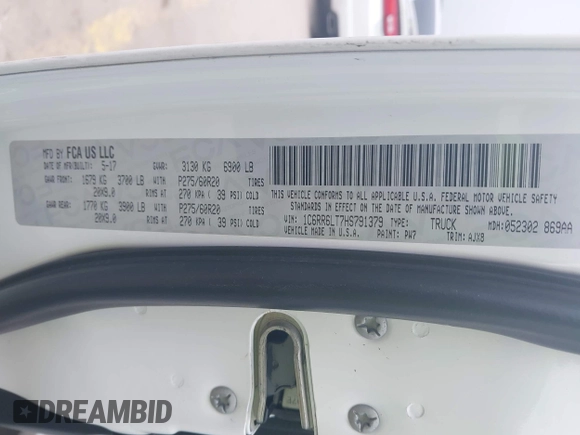 MFD BY FCA US LLC
DATE OF MFR/BUILT: 5-17 GVWR: 3130 KG 6900 LB
GAWR FRONT: 1679 KG 3700 LB WITH P275/60R20 TIRES
20X9.0 RIMS AT 270 KPA ( 39 PSI) COLD
GAWR REAR: 1770 KG 3900 LB WITH P275/60R20 TIRES
20X9.0 RIMS AT 270 KPA ( 39 PSI) COLD
THIS VEHICLE CONFORMS TO ALL APPLICABLE U.S.A. FEDERAL MOTOR VEHICLE SAFETY
STANDARDS IN EFFECT ON THE DATE OF MANUFACTURE SHOWN ABOVE.
VIN: 1C6RR6LT7HS791379 TYPE: TRUCK MDH: 052302 869AA
VEHICLE MADE IN U.S.A. PAINT: PW7 TRIM: AJX8
DREAMBID